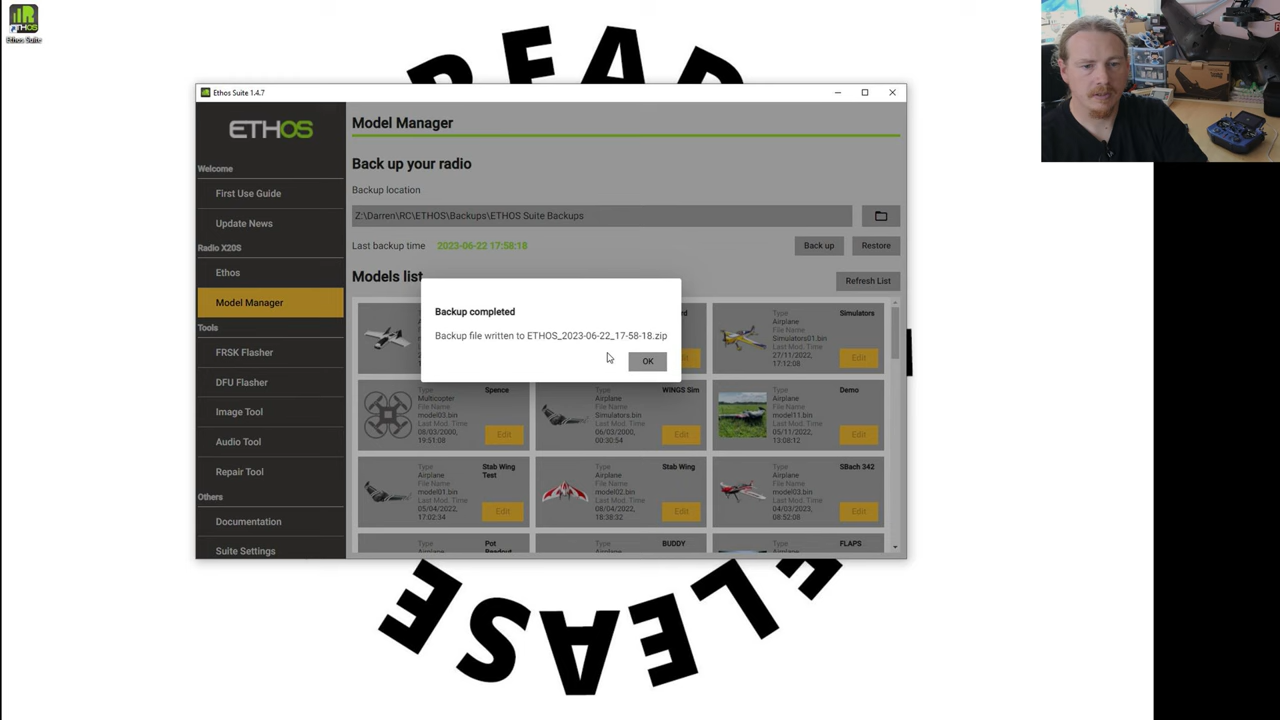 READ
Ethos Suite
Ethos Suite 1.4.7
ETHOS
Welcome
First Use Guide
Update News
Radio X20S
Ethos
Model Manager
Tools
FRSK Flasher
DFU Flasher
Image Tool
Audio Tool
Repair Tool
Others
Documentation
Suite Settings
Model Manager
Back up your radio
Backup location
Z:\Darren\RC\ETHOS\Backups\ETHOS Suite Backups
Last backup time 2023-06-22 17:58:18
Back up
Restore
Models list
Refresh List
Backup completed
Backup file written to ETHOS_2023-06-22_17-58-18.zip
OK
Type
Airplane
File Name
Simulators01.bin
Last Mod. Time
27/11/2022,
17:12:08
Simulators
Edit
Multicopter
File Name
model03.bin
Last Mod. Time
06/03/2000,
19:51:08
Spence
Edit
Airplane
File Name
Simulators.bin
Last Mod. Time
06/03/2000,
00:30:54
WINGS Sim
Edit
Type
Airplane
File Name
model11.bin
Last Mod. Time
05/11/2022,
13:08:12
Demo
Edit
Type
Airplane
File Name
model01.bin
Last Mod. Time
05/04/2022,
17:02:34
Stab Wing
Test
Edit
Type
Airplane
File Name
model02.bin
Last Mod. Time
08/04/2022,
18:38:32
Stab Wing
Edit
Type
Airplane
File Name
model03.bin
Last Mod. Time
04/03/2023,
08:52:08
SBach 342
Edit
Pot
BUDDY
FLAPS
RELEASE